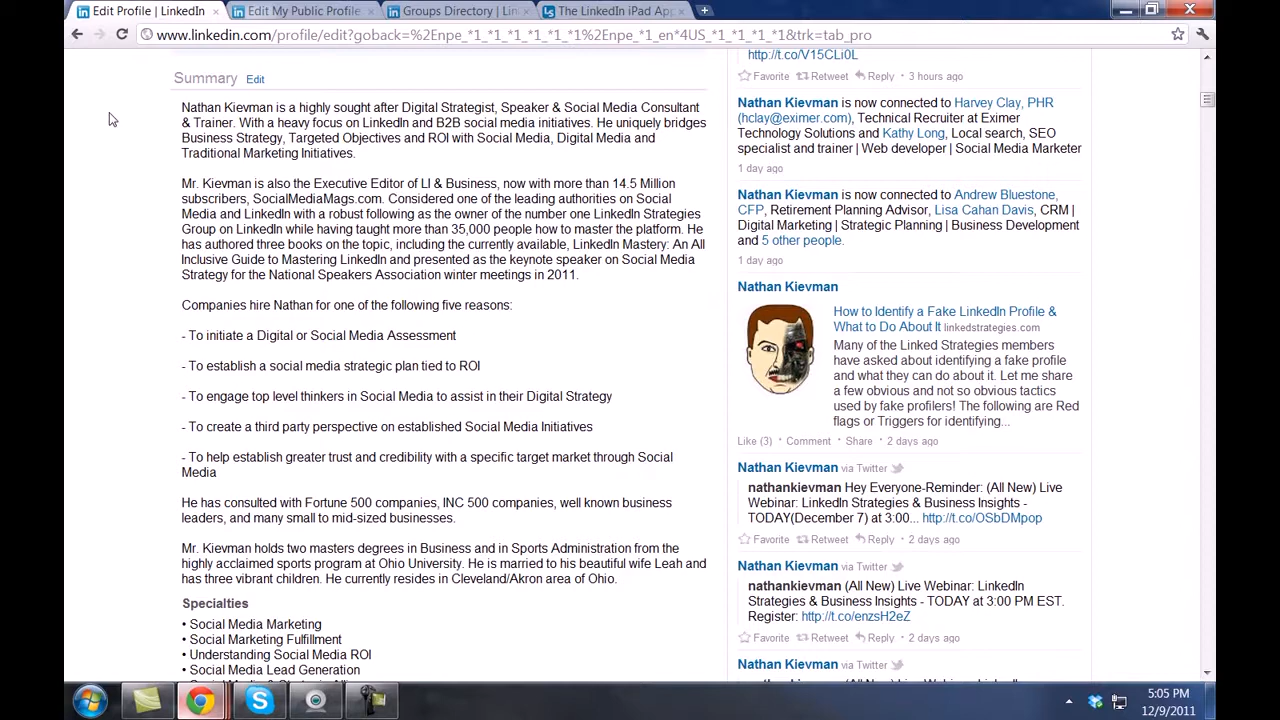 Edit Profile | LinkedIn
Edit My Public Profile
Groups Directory | Lin
The LinkedIn iPad App
www.linkedin.com/profile/edit?goback=%2Enpe_*1_*1_*1_*1_*1_*1%2Enpe_*1_en*4US_*1_*1_*1_*1&trk=tab_pro
Summary Edit
Nathan Kievman is a highly sought after Digital Strategist, Speaker & Social Media Consultant
& Trainer. With a heavy focus on LinkedIn and B2B social media initiatives. He uniquely bridges
Business Strategy, Targeted Objectives and ROI with Social Media, Digital Media and
Traditional Marketing Initiatives.
Mr. Kievman is also the Executive Editor of LI & Business, now with more than 14.5 Million
subscribers, SocialMediaMags.com. Considered one of the leading authorities on Social
Media and LinkedIn with a robust following as the owner of the number one LinkedIn Strategies
Group on LinkedIn while having taught more than 35,000 people how to master the platform. He
has authored three books on the topic, including the currently available, LinkedIn Mastery: An All
Inclusive Guide to Mastering LinkedIn and presented as the keynote speaker on Social Media
Strategy for the National Speakers Association winter meetings in 2011.
Companies hire Nathan for one of the following five reasons:
- To initiate a Digital or Social Media Assessment
- To establish a social media strategic plan tied to ROI
- To engage top level thinkers in Social Media to assist in their Digital Strategy
- To create a third party perspective on established Social Media Initiatives
- To help establish greater trust and credibility with a specific target market through Social
Media
He has consulted with Fortune 500 companies, INC 500 companies, well known business
leaders, and many small to mid-sized businesses.
Mr. Kievman holds two masters degrees in Business and in Sports Administration from the
highly acclaimed sports program at Ohio University. He is married to his beautiful wife Leah and
has three vibrant children. He currently resides in Cleveland/Akron area of Ohio.
Specialties
• Social Media Marketing
• Social Marketing Fulfillment
• Understanding Social Media ROI
• Social Media Lead Generation
http://t.co/V15CLi0L
Favorite Retweet Reply • 3 hours ago
Nathan Kievman is now connected to Harvey Clay, PHR
(hclay@eximer.com), Technical Recruiter at Eximer
Technology Solutions and Kathy Long, Local search, SEO
specialist and trainer | Web developer | Social Media Marketer
1 day ago
Nathan Kievman is now connected to Andrew Bluestone,
CFP, Retirement Planning Advisor, Lisa Cahan Davis, CRM |
Digital Marketing | Strategic Planning | Business Development
and 5 other people.
1 day ago
Nathan Kievman
How to Identify a Fake LinkedIn Profile &
What to Do About It linkedstrategies.com
Many of the Linked Strategies members
have asked about identifying a fake profile
and what they can do about it. Let me share
a few obvious and not so obvious tactics
used by fake profilers! The following are Red
flags or Triggers for identifying...
Like (3) • Comment • Share • 2 days ago
Nathan Kievman via Twitter
nathankievman Hey Everyone-Reminder: (All New) Live
Webinar: LinkedIn Strategies & Business Insights -
TODAY(December 7) at 3:00... http://t.co/OSbDMpop
Favorite Retweet Reply • 2 days ago
Nathan Kievman via Twitter
nathankievman (All New) Live Webinar: LinkedIn
Strategies & Business Insights - TODAY at 3:00 PM EST.
Register: http://t.co/enzsH2eZ
Favorite Retweet Reply • 2 days ago
Nathan Kievman via Twitter
5:05 PM
12/9/2011